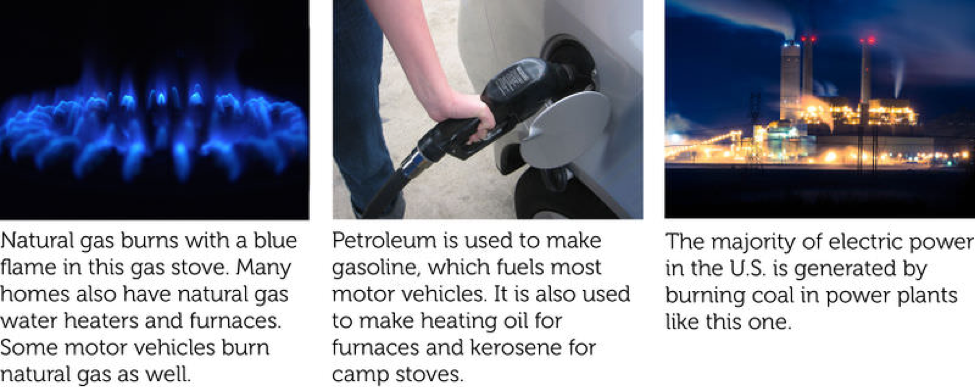 Natural gas burns with a blue
flame in this gas stove. Many
homes also have natural gas
water heaters and furnaces.
Some motor vehicles burn
natural gas as well.
Petroleum is used to make
gasoline, which fuels most
motor vehicles. It is also used
to make heating oil for
furnaces and kerosene for
camp stoves.
The majority of electric power
in the U.S. is generated by
burning coal in power plants
like this one.